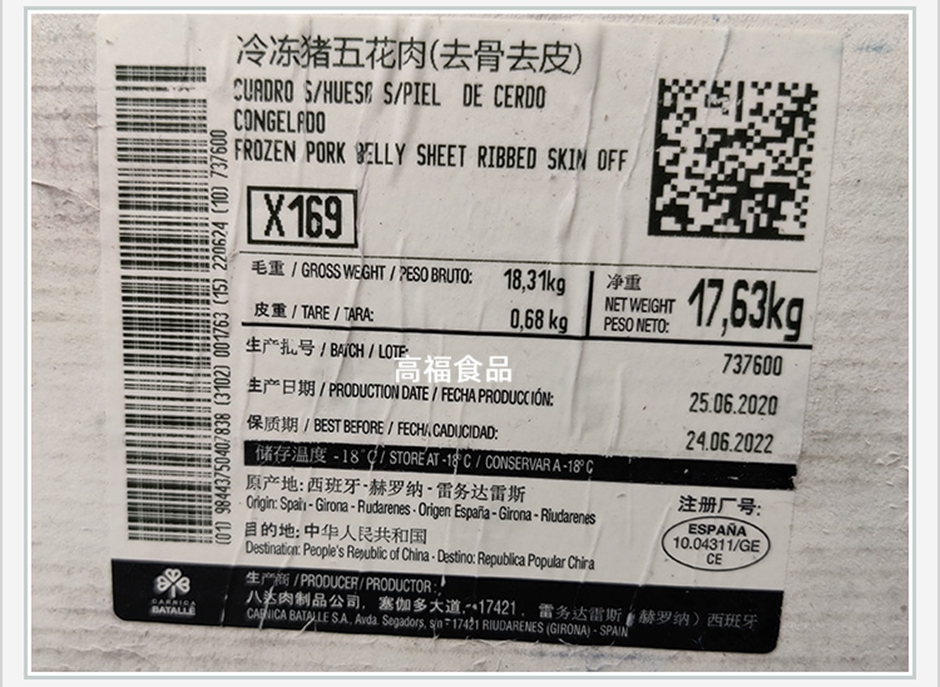 冷冻猪五花肉(去骨去皮)
CUADRO S/HUESO S/PIEL DE CERDO
CONGELADO
FROZEN PORK BELLY SHEET RIBBED SKIN OFF
X169
毛重 / GROSS WEIGHT / PESO BRUTO: 18,31kg
皮重 / TARE / TARA: 0,68 kg
净重
NET WEIGHT
PESO NETO:
17,63kg
生产批号 / BATCH / LOTE: 737600
高福食品
生产日期 / PRODUCTION DATE / FECHA PRODUCCIÓN: 25.06.2020
保质期 / BEST BEFORE / FECHA CADUCIDAD: 24.06.2022
储存温度 -18°C / STORE AT -18°C / CONSERVAR A -18°C
原产地: 西班牙-赫罗纳-雷务达雷斯
Origin: Spain - Girona - Rudarenes · Origen: España - Girona - Riudarenes
目的地: 中华人民共和国
Destination: People's Republic of China · Destino: Republica Popular China
注册厂号:
ESPAÑA
10.04311/GE
CE
生产商 / PRODUCER / PRODUCTOR:
八达肉制品公司, 塞伽多大道, 17421, 雷务达雷斯 (赫罗纳) 西班牙
CARNICA BATALLE S.A., Avda. Segadors, s/n - 17421 RIUDARENES (GIRONA) - SPAIN
CARNICA
BATALLÉ
(01) 98443750407838 (3102) 001763 (15) 220624 (10) 737600